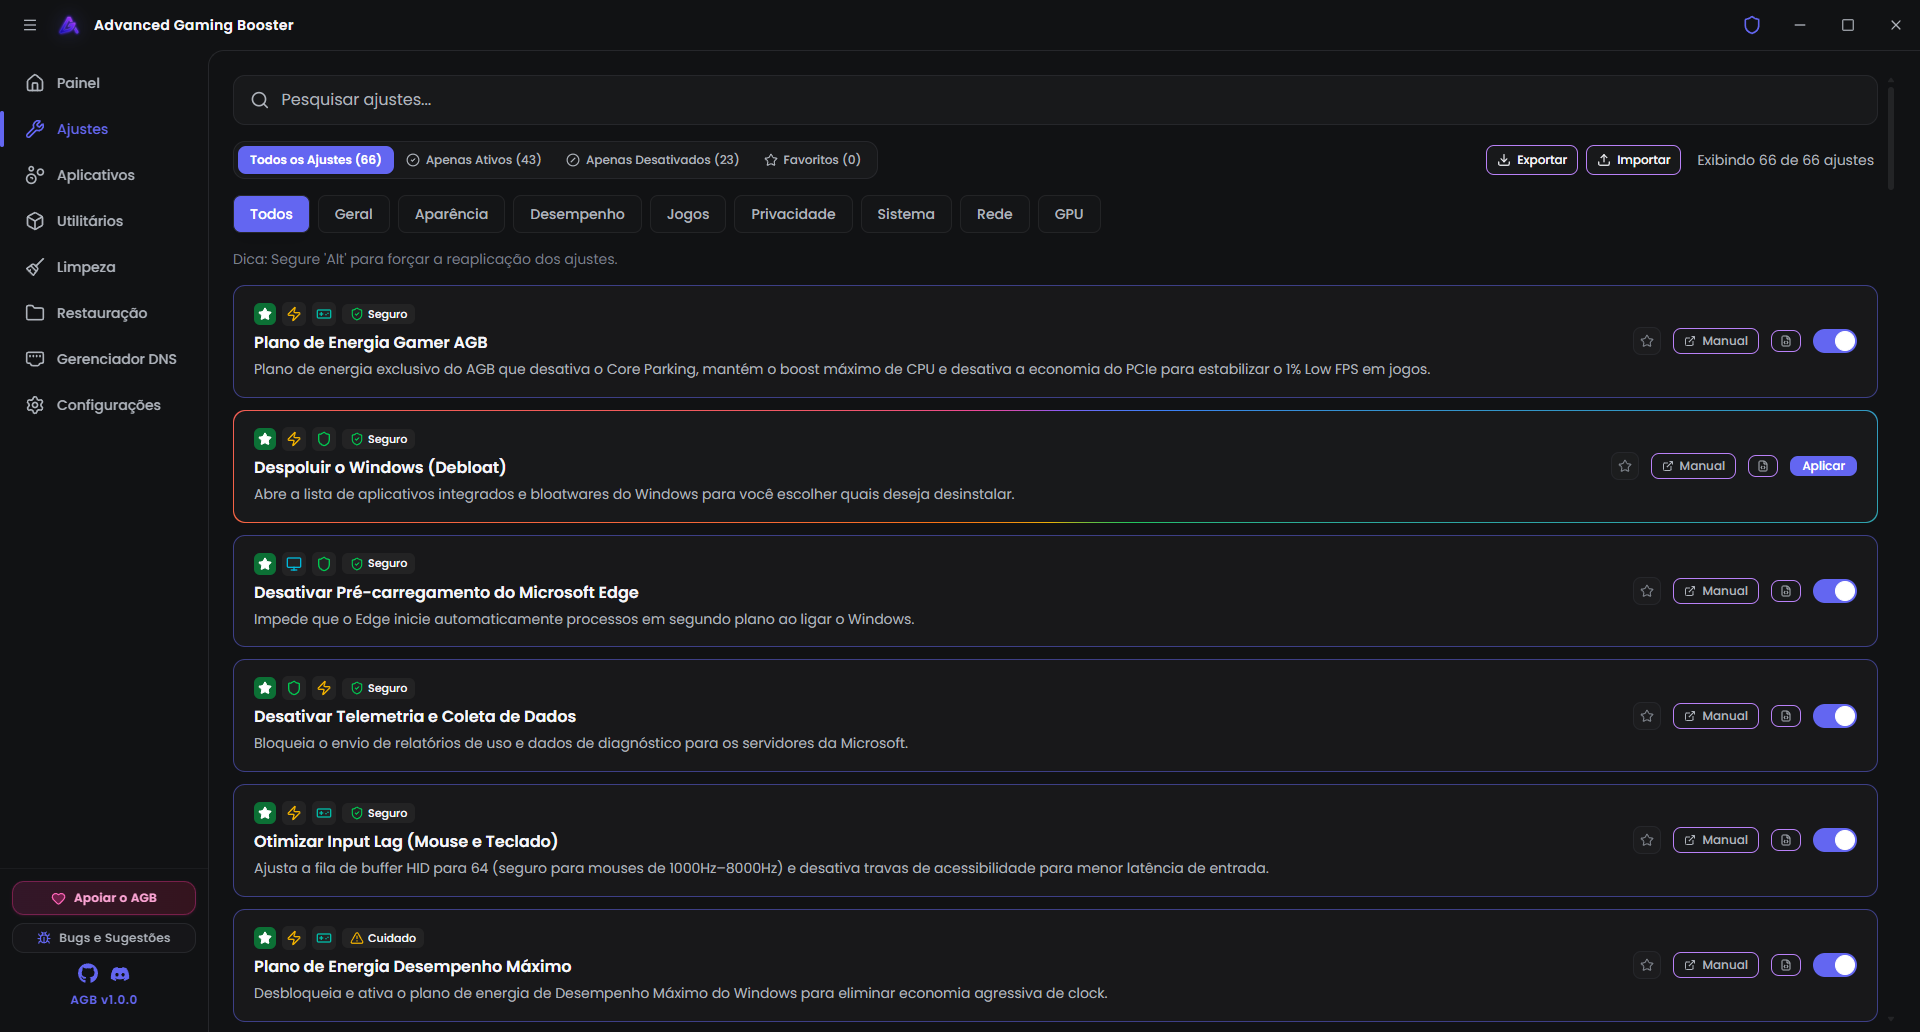 Advanced Gaming Booster
Painel
Ajustes
Aplicativos
Utilitários
Limpeza
Restauração
Gerenciador DNS
Configurações
Apoiar o AGB
Bugs e Sugestões
AGB v1.0.0
Pesquisar ajustes...
Todos os Ajustes (66) Apenas Ativos (43) Apenas Desativados (23) Favoritos (0) Exportar Importar Exibindo 66 de 66 ajustes
Todos Geral Aparência Desempenho Jogos Privacidade Sistema Rede GPU
Dica: Segure 'Alt' para forçar a reaplicação dos ajustes.
Seguro
Plano de Energia Gamer AGB
Plano de energia exclusivo do AGB que desativa o Core Parking, mantém o boost máximo de CPU e desativa a economia do PCIe para estabilizar o 1% Low FPS em jogos.
Manual
Seguro
Despoluir o Windows (Debloat)
Abre a lista de aplicativos integrados e bloatwares do Windows para você escolher quais deseja desinstalar.
Manual Aplicar
Seguro
Desativar Pré-carregamento do Microsoft Edge
Impede que o Edge inicie automaticamente processos em segundo plano ao ligar o Windows.
Manual
Seguro
Desativar Telemetria e Coleta de Dados
Bloqueia o envio de relatórios de uso e dados de diagnóstico para os servidores da Microsoft.
Manual
Seguro
Otimizar Input Lag (Mouse e Teclado)
Ajusta a fila de buffer HID para 64 (seguro para mouses de 1000Hz–8000Hz) e desativa travas de acessibilidade para menor latência de entrada.
Manual
Cuidado
Plano de Energia Desempenho Máximo
Desbloqueia e ativa o plano de energia de Desempenho Máximo do Windows para eliminar economia agressiva de clock.
Manual